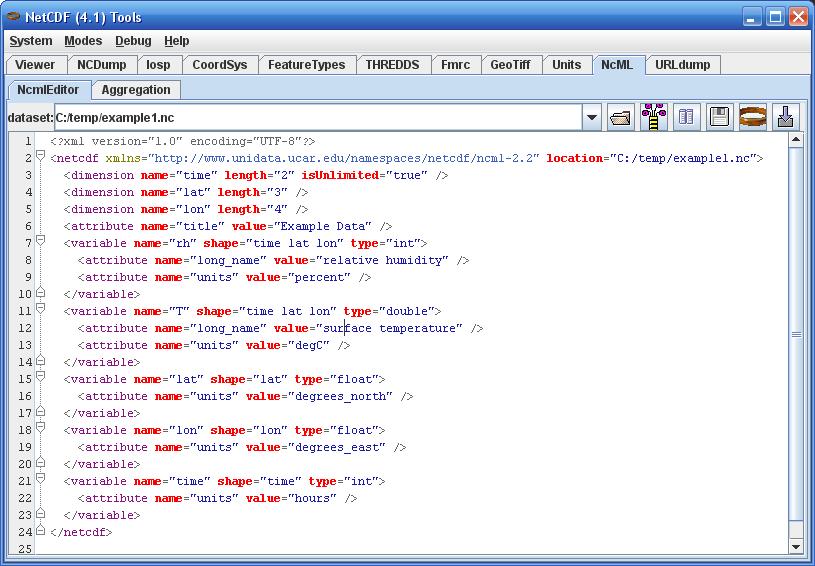 NetCDF (4.1) Tools
System Modes Debug Help
Viewer NCDump Iosp CoordSys FeatureTypes THREDDS Fmrc GeoTiff Units NcML URLdump
NcmlEditor Aggregation
dataset: C:/temp/example1.nc
1 <?xml version="1.0" encoding="UTF-8"?>
2 <netcdf xmlns="http://www.unidata.ucar.edu/namespaces/netcdf/ncml-2.2" location="C:/temp/example1.nc">
3 <dimension name="time" length="2" isUnlimited="true" />
4 <dimension name="lat" length="3" />
5 <dimension name="lon" length="4" />
6 <attribute name="title" value="Example Data" />
7 <variable name="rh" shape="time lat lon" type="int">
8 <attribute name="long_name" value="relative humidity" />
9 <attribute name="units" value="percent" />
10 </variable>
11 <variable name="T" shape="time lat lon" type="double">
12 <attribute name="long_name" value="surface temperature" />
13 <attribute name="units" value="degC" />
14 </variable>
15 <variable name="lat" shape="lat" type="float">
16 <attribute name="units" value="degrees_north" />
17 </variable>
18 <variable name="lon" shape="lon" type="float">
19 <attribute name="units" value="degrees_east" />
20 </variable>
21 <variable name="time" shape="time" type="int">
22 <attribute name="units" value="hours" />
23 </variable>
24 </netcdf>
25